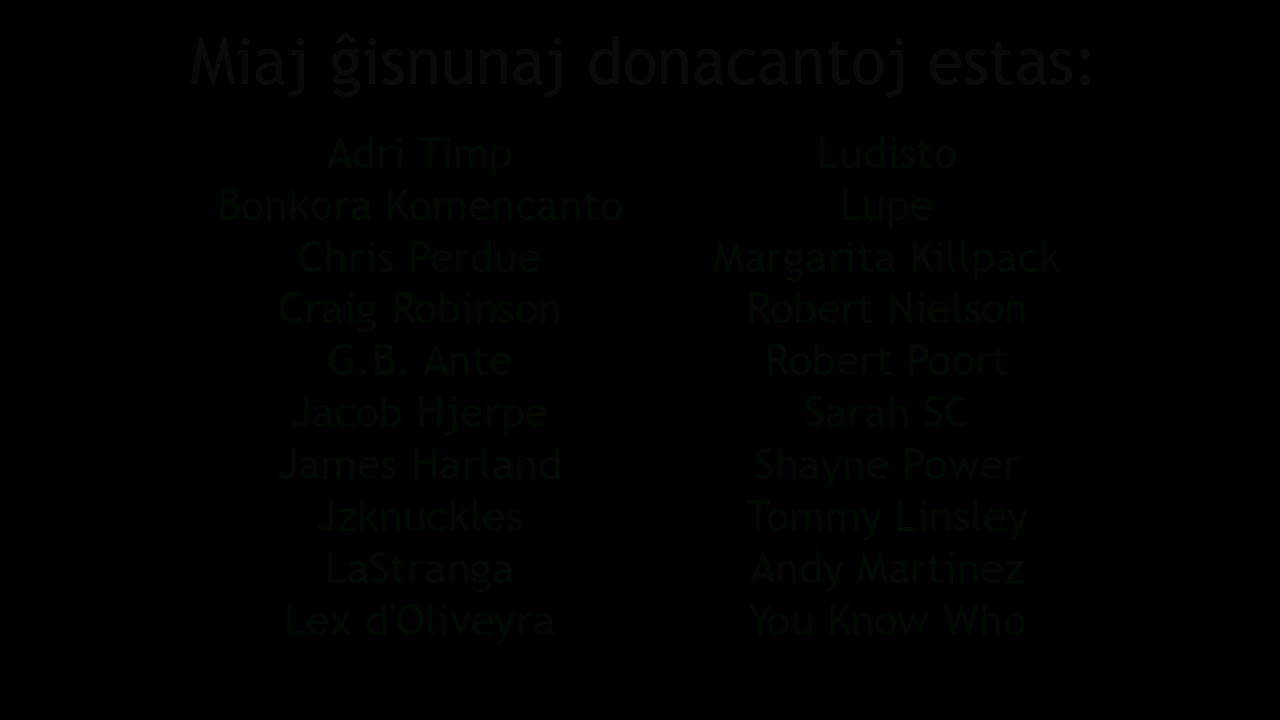 Miaj ĝisnunaj donacantoj estas:
Adri Timp
Bonkora Komencanto
Chris Perdue
Craig Robinson
G.B. Ante
Jacob Hjerpe
James Harland
Jzknuckles
LaStranga
Lex d'Oliveyra
Ludisto
Lupe
Margarita Killpack
Robert Nielson
Robert Poort
Sarah SC
Shayne Power
Tommy Linsley
Andy Martinez
You Know Who